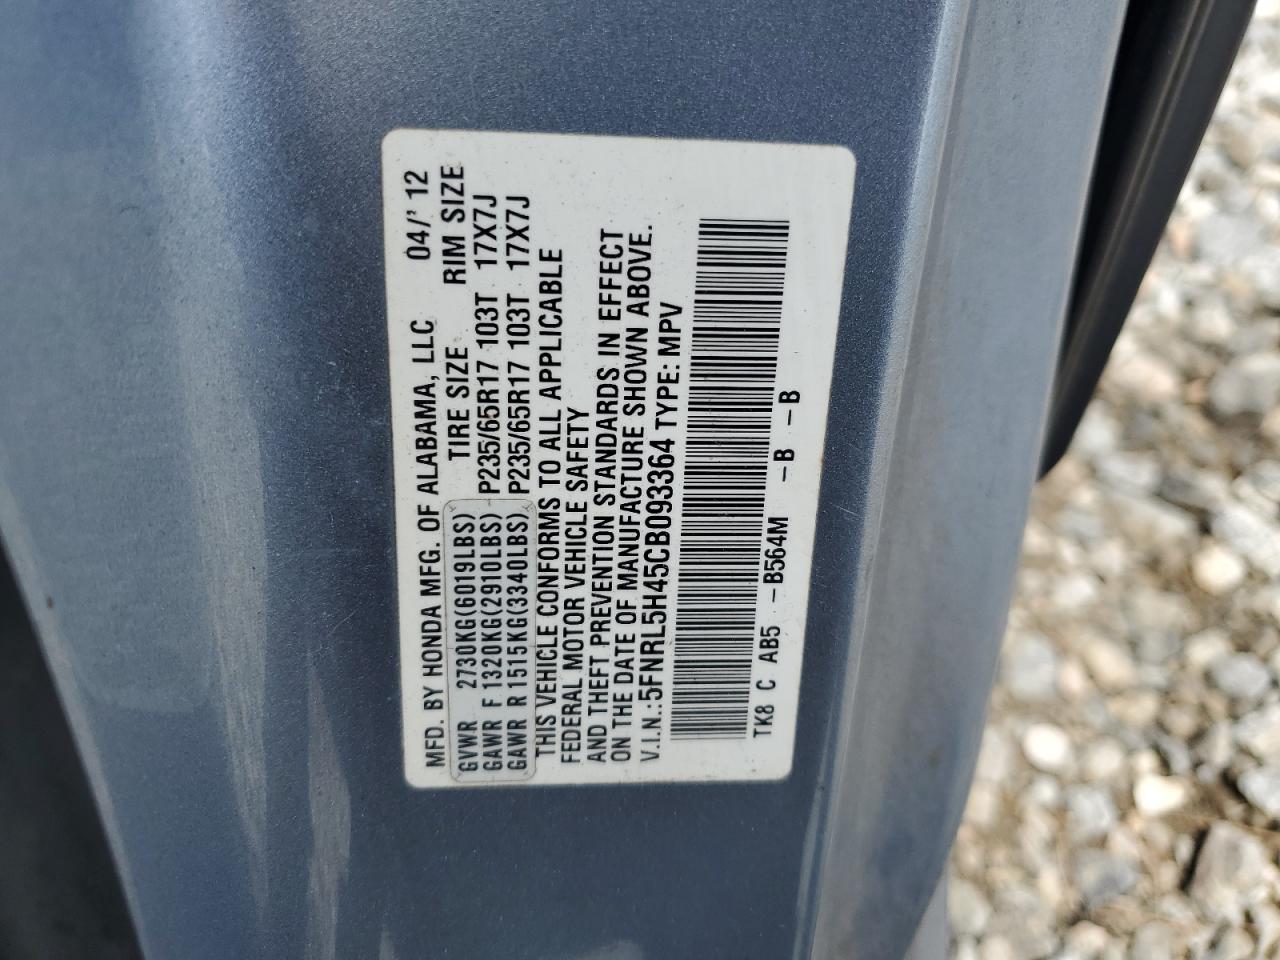 MFD. BY HONDA MFG. OF ALABAMA, LLC 04/' 12
TIRE SIZE RIM SIZE
GVWR 2730KG(6019LBS)
GAWR F 1320KG(2910LBS) P235/65R17 103T 17X7J
GAWR R 1515KG(3340LBS) P235/65R17 103T 17X7J
THIS VEHICLE CONFORMS TO ALL APPLICABLE
FEDERAL MOTOR VEHICLE SAFETY
AND THEFT PREVENTION STANDARDS IN EFFECT
ON THE DATE OF MANUFACTURE SHOWN ABOVE.
V.I.N.:5FNRL5H45CB093364 TYPE: MPV
TK8 C AB5 -B564M -B -B